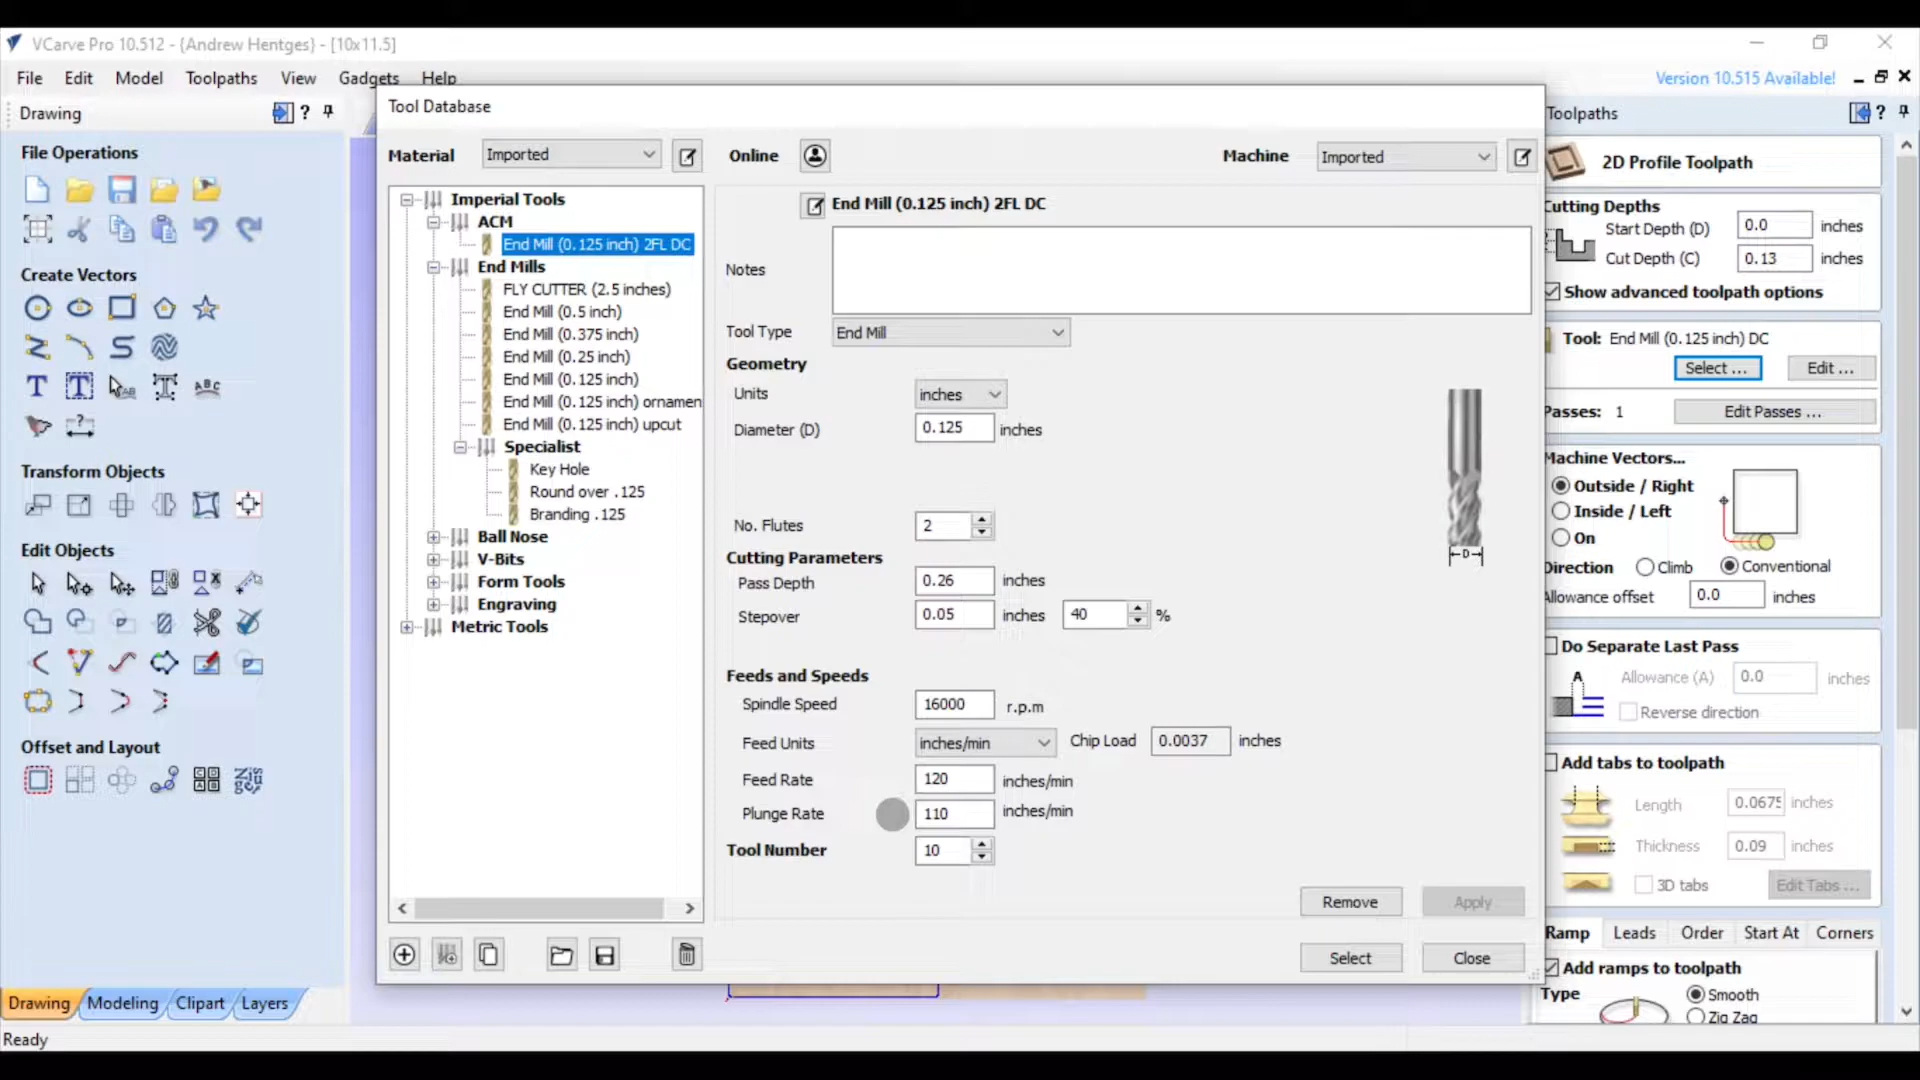 VCarve Pro 10.512 - {Andrew Hentges} - [10x11.5]
File Edit Model Toolpaths View Gadgets Help
Version 10.515 Available!
Drawing
File Operations
Create Vectors
Transform Objects
Edit Objects
Offset and Layout
Drawing Modeling Clipart Layers
Ready
Tool Database
Material Imported Online Machine Imported
Imperial Tools
ACM
End Mill (0.125 inch) 2FL DC
End Mills
FLY CUTTER (2.5 inches)
End Mill (0.5 inch)
End Mill (0.375 inch)
End Mill (0.25 inch)
End Mill (0.125 inch)
End Mill (0.125 inch) ornamen
End Mill (0.125 inch) upcut
Specialist
Key Hole
Round over .125
Branding .125
Ball Nose
V-Bits
Form Tools
Engraving
Metric Tools
End Mill (0.125 inch) 2FL DC
Notes
Tool Type End Mill
Geometry
Units inches
Diameter (D) 0.125 inches
D
No. Flutes 2
Cutting Parameters
Pass Depth 0.26 inches
Stepover 0.05 inches 40 %
Feeds and Speeds
Spindle Speed 16000 r.p.m
Feed Units inches/min Chip Load 0.0037 inches
Feed Rate 120 inches/min
Plunge Rate 110 inches/min
Tool Number 10
Remove Apply
Select Close
Toolpaths
2D Profile Toolpath
Cutting Depths
Start Depth (D) 0.0 inches
Cut Depth (C) 0.13 inches
Show advanced toolpath options
Tool: End Mill (0.125 inch) DC
Select ... Edit ...
Passes: 1 Edit Passes ...
Machine Vectors...
Outside / Right
Inside / Left
On
Direction Climb Conventional
Allowance offset 0.0 inches
Do Separate Last Pass
A Allowance (A) 0.0 inches
Reverse direction
Add tabs to toolpath
Length 0.0675 inches
Thickness 0.09 inches
3D tabs Edit Tabs ...
Ramp Leads Order Start At Corners
Add ramps to toolpath
Type Smooth
Zig Zag